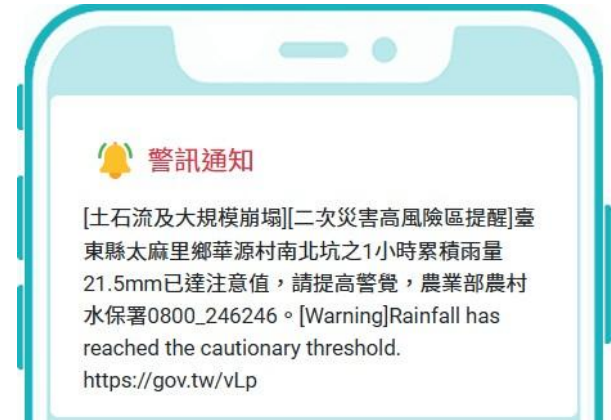 警訊通知
[土石流及大規模崩塌][二次災害高風險區提醒]臺
東縣太麻里鄉華源村南北坑之1小時累積雨量
21.5mm已達注意值，請提高警覺，農業部農村
水保署0800_246246。[Warning]Rainfall has
reached the cautionary threshold.
https://gov.tw/vLp